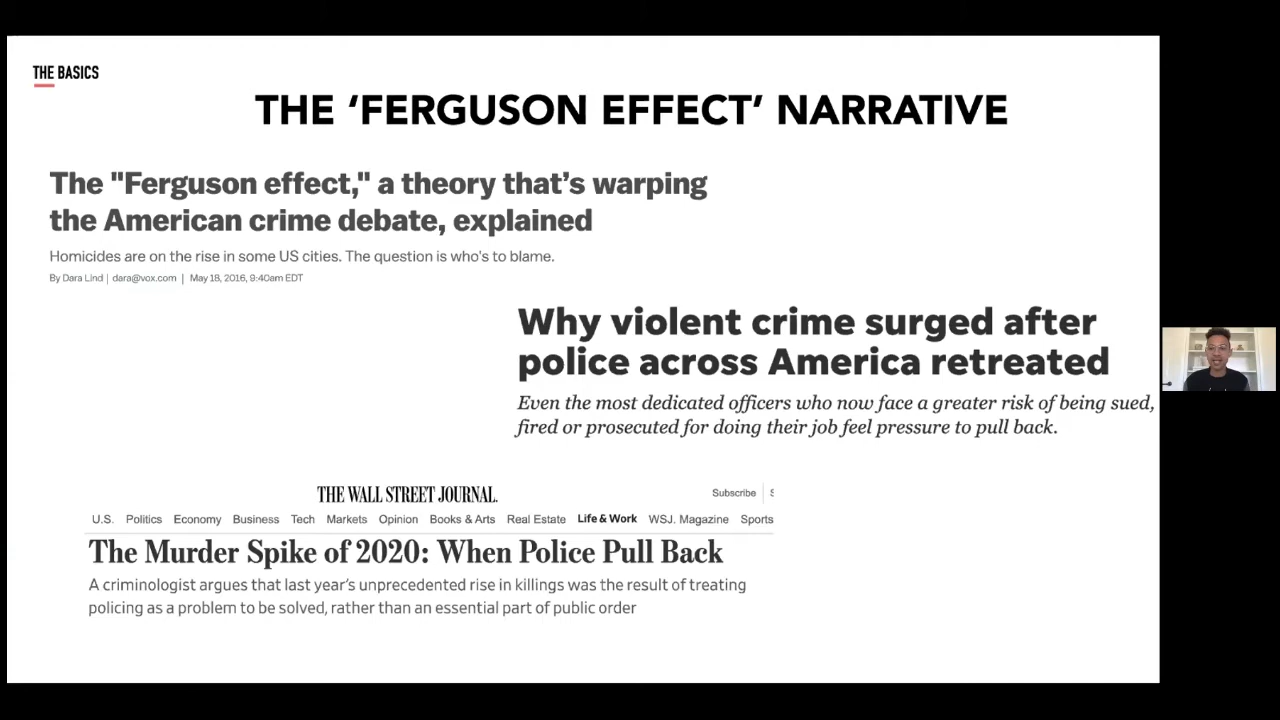 THE BASICS
THE ‘FERGUSON EFFECT’ NARRATIVE
The "Ferguson effect," a theory that’s warping
the American crime debate, explained
Homicides are on the rise in some US cities. The question is who's to blame.
By Dara Lind | dara@vox.com | May 18, 2016, 9:40am EDT
Why violent crime surged after
police across America retreated
Even the most dedicated officers who now face a greater risk of being sued,
fired or prosecuted for doing their job feel pressure to pull back.
THE WALL STREET JOURNAL.
Subscribe
U.S. Politics Economy Business Tech Markets Opinion Books & Arts Real Estate Life & Work WSJ. Magazine Sports
The Murder Spike of 2020: When Police Pull Back
A criminologist argues that last year’s unprecedented rise in killings was the result of treating
policing as a problem to be solved, rather than an essential part of public order